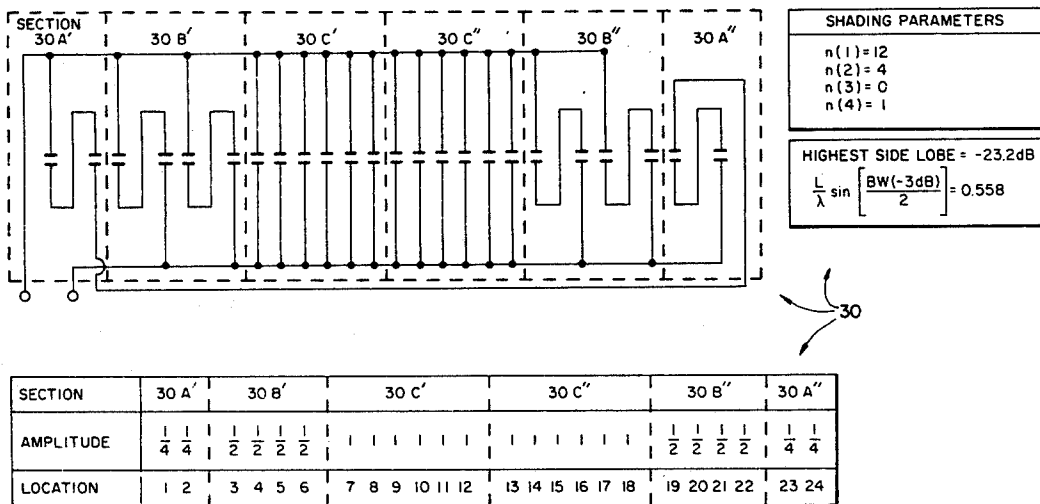 SECTION
30 A′ 30 B′ 30 C′ 30 C″ 30 B″ 30 A″
SHADING PARAMETERS
n(1)=12
n(2)=4
n(3)=0
n(4)=1
HIGHEST SIDE LOBE = -23.2dB
L/λ sin [BW(-3dB)/2] = 0.558
30
SECTION 30 A′ 30 B′ 30 C′ 30 C″ 30 B″ 30 A″
AMPLITUDE 1/4 1/4 1/2 1/2 1/2 1/2 1 1 1 1 1 1 1 1 1 1 1 1 1/2 1/2 1/2 1/2 1/4 1/4
LOCATION 1 2 3 4 5 6 7 8 9 10 11 12 13 14 15 16 17 18 19 20 21 22 23 24